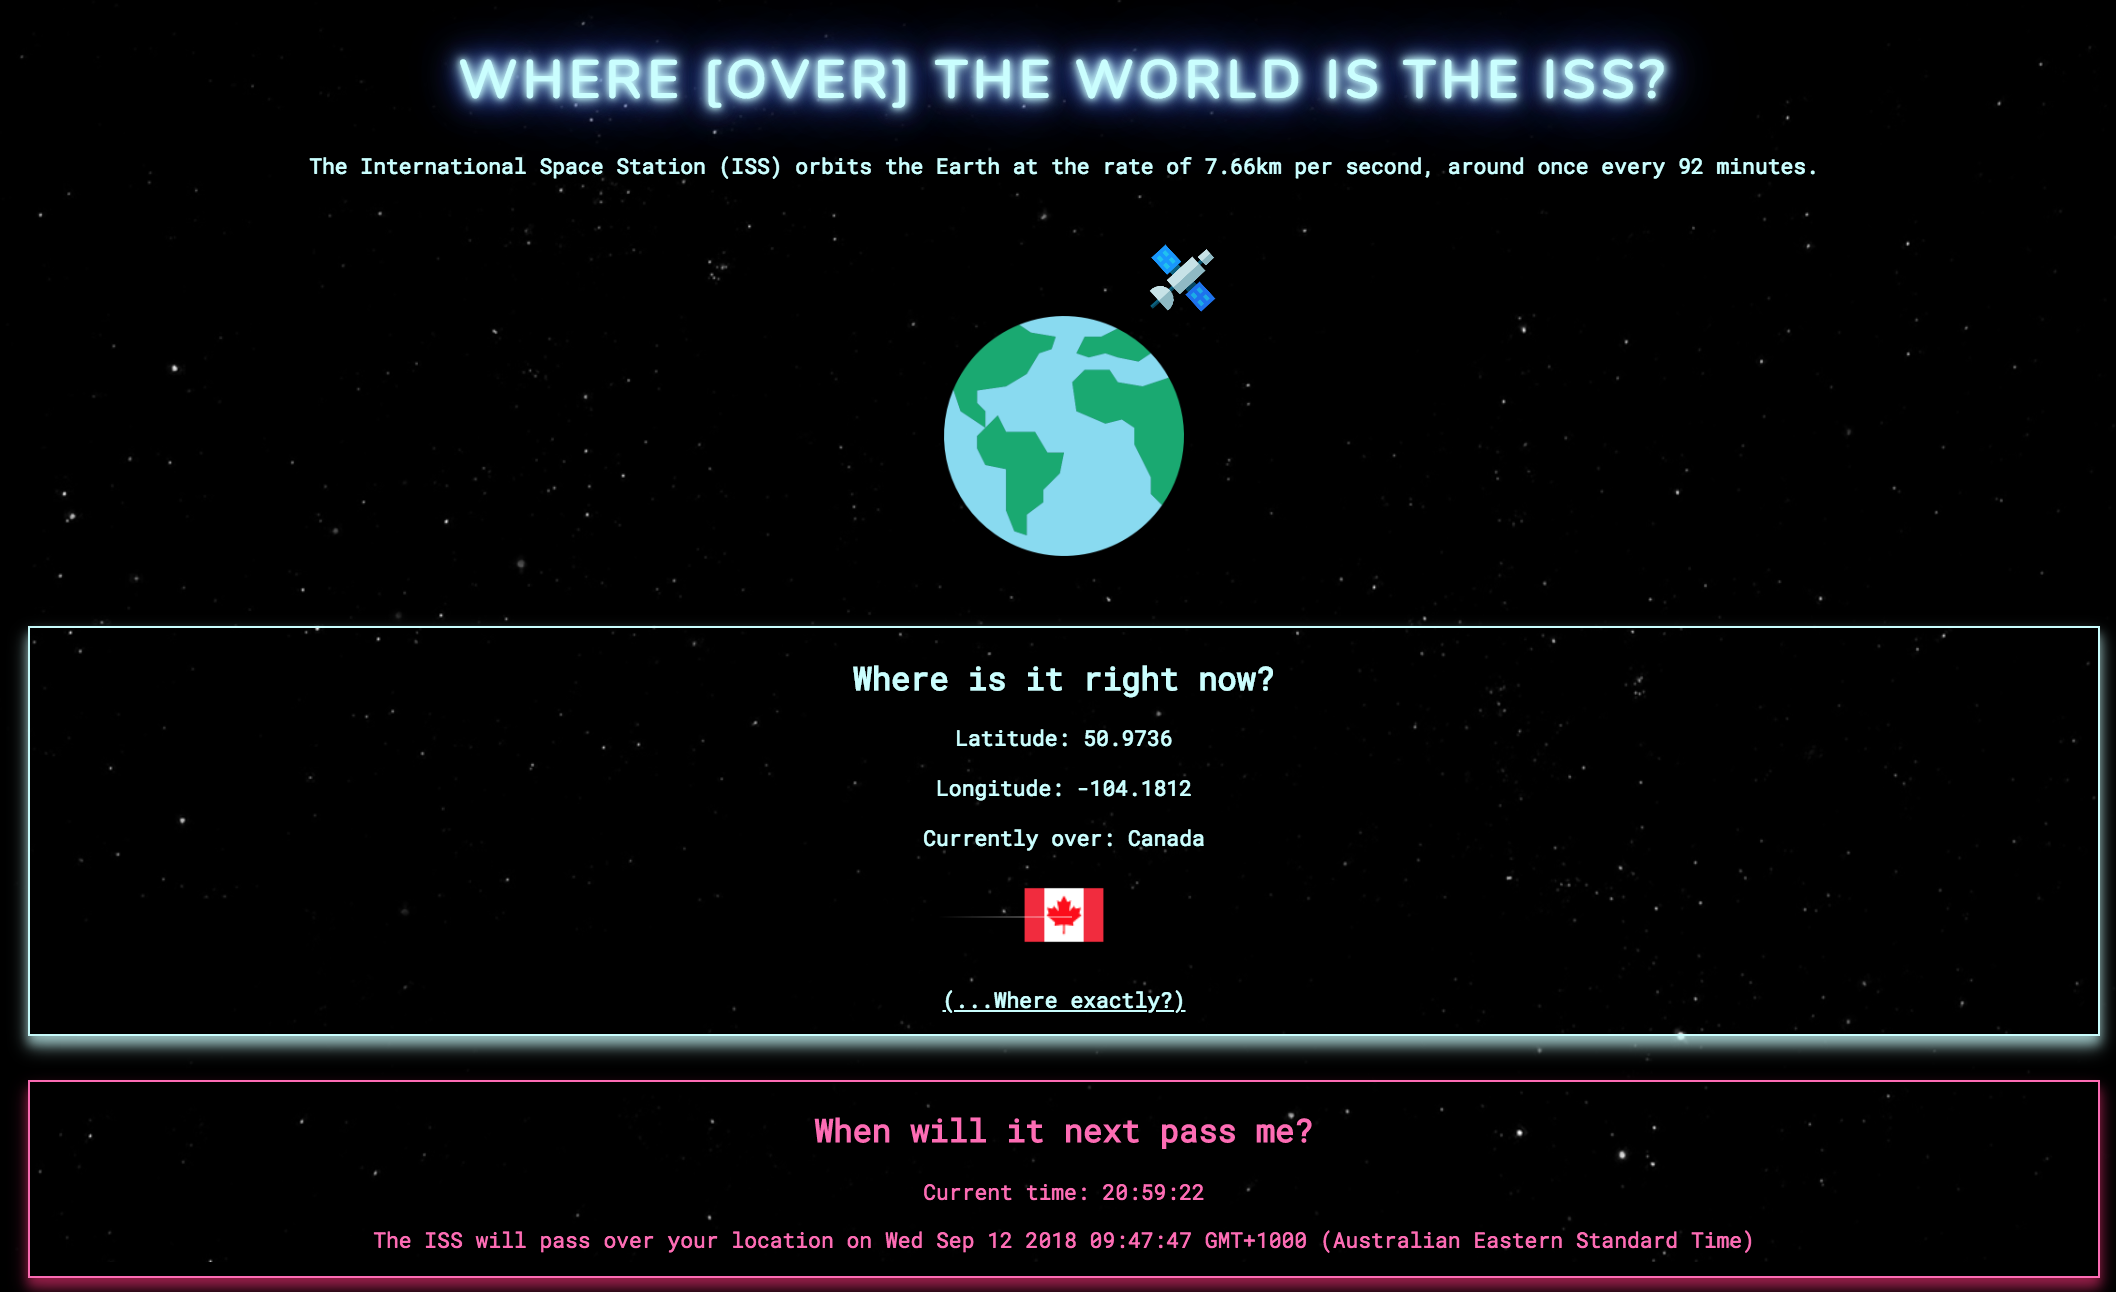 WHERE [OVER] THE WORLD IS THE ISS?
The International Space Station (ISS) orbits the Earth at the rate of 7.66km per second, around once every 92 minutes.
Where is it right now?
Latitude: 50.9736
Longitude: -104.1812
Currently over: Canada
(...Where exactly?)
When will it next pass me?
Current time: 20:59:22
The ISS will pass over your location on Wed Sep 12 2018 09:47:47 GMT+1000 (Australian Eastern Standard Time)